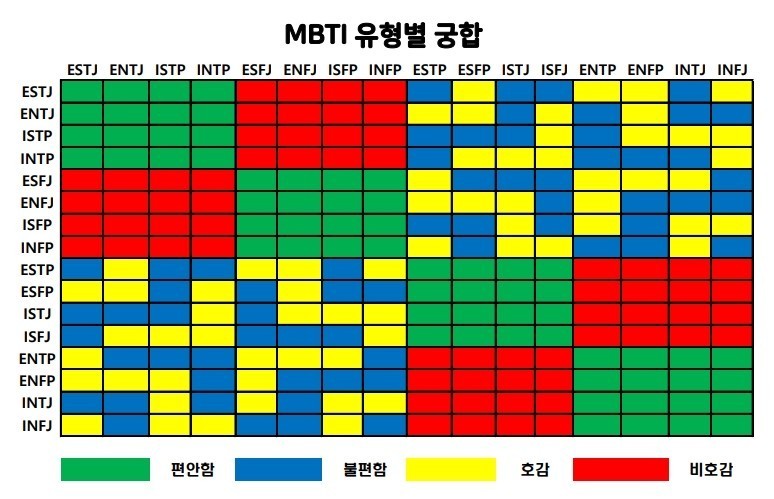 MBTI 유형별 궁합
ESTJ ENTJ ISTP INTP ESFJ ENFJ ISFP INFP ESTP ESFP ISTJ ISFJ ENTP ENFP INTJ INFJ
ESTJ
ENTJ
ISTP
INTP
ESFJ
ENFJ
ISFP
INFP
ESTP
ESFP
ISTJ
ISFJ
ENTP
ENFP
INTJ
INFJ
편안함 불편함 호감 비호감